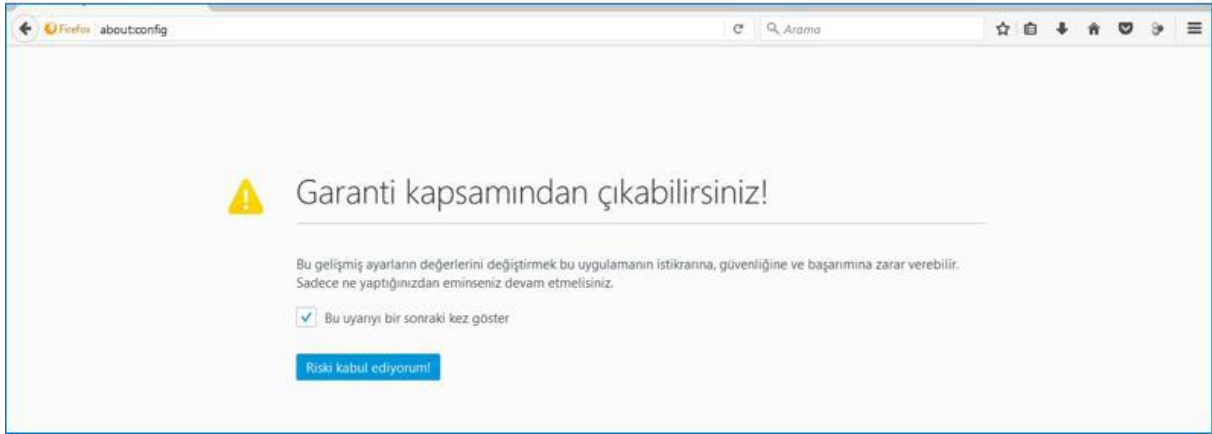 Firefox about:config Arama
Garanti kapsamından çıkabilirsiniz!
Bu gelişmiş ayarların değerlerini değiştirmek bu uygulamanın istikrarına, güvenliğine ve başarımına zarar verebilir.
Sadece ne yaptığınızdan eminseniz devam etmelisiniz.
Bu uyarıyı bir sonraki kez göster
Riski kabul ediyorum!